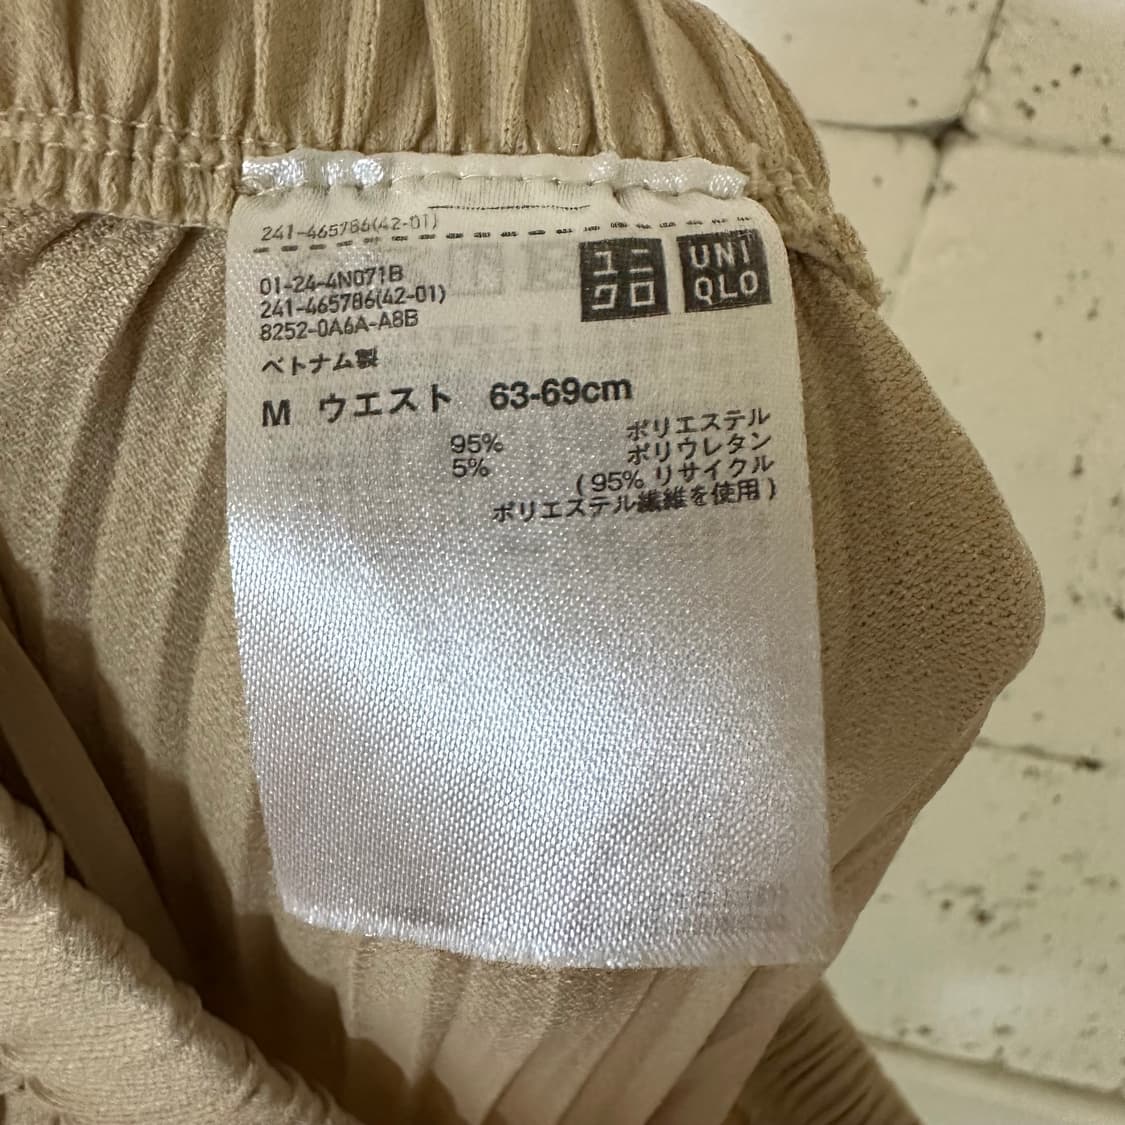 241-465786(42-01)
ユニ
クロ
UNI
QLO
01-24-4N071B
241-465786(42-01)
8252-0A6A-A8B
ベトナム製
M ウエスト 63-69cm
95% ポリエステル
5% ポリウレタン
(95% リサイクル
ポリエステル繊維を使用)